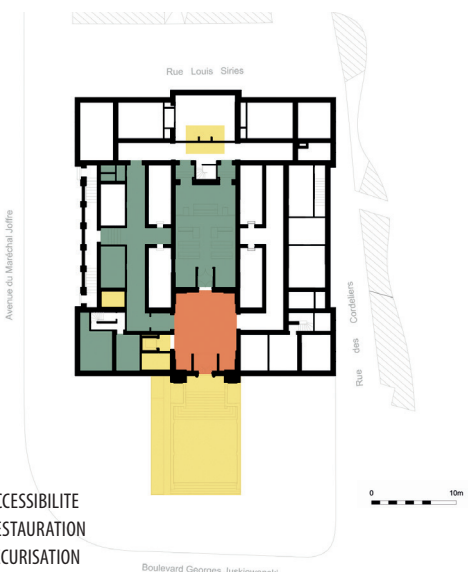 Rue Louis Siries
Avenue du Maréchal Joffre
Rue des Cordeliers
CCESSIBILITE
ESTAURATION
CURISATION
0 10m
Boulevard Georges